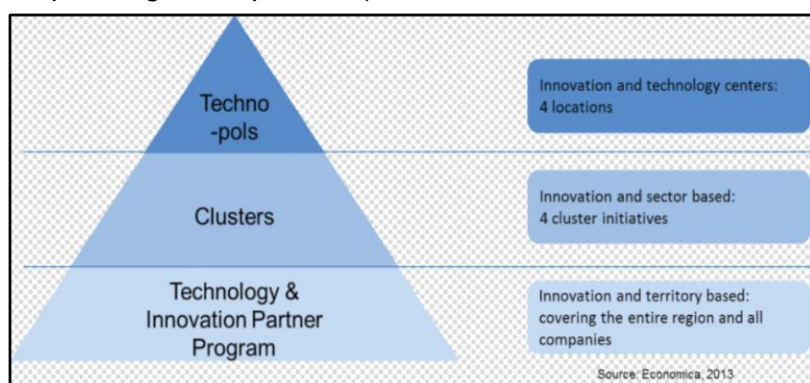 Techno
-pols
Innovation and technology centers:
4 locations
Clusters
Innovation and sector based:
4 cluster initiatives
Technology &
Innovation Partner
Program
Innovation and territory based:
covering the entire region and all
companies
Source: Economica, 2013